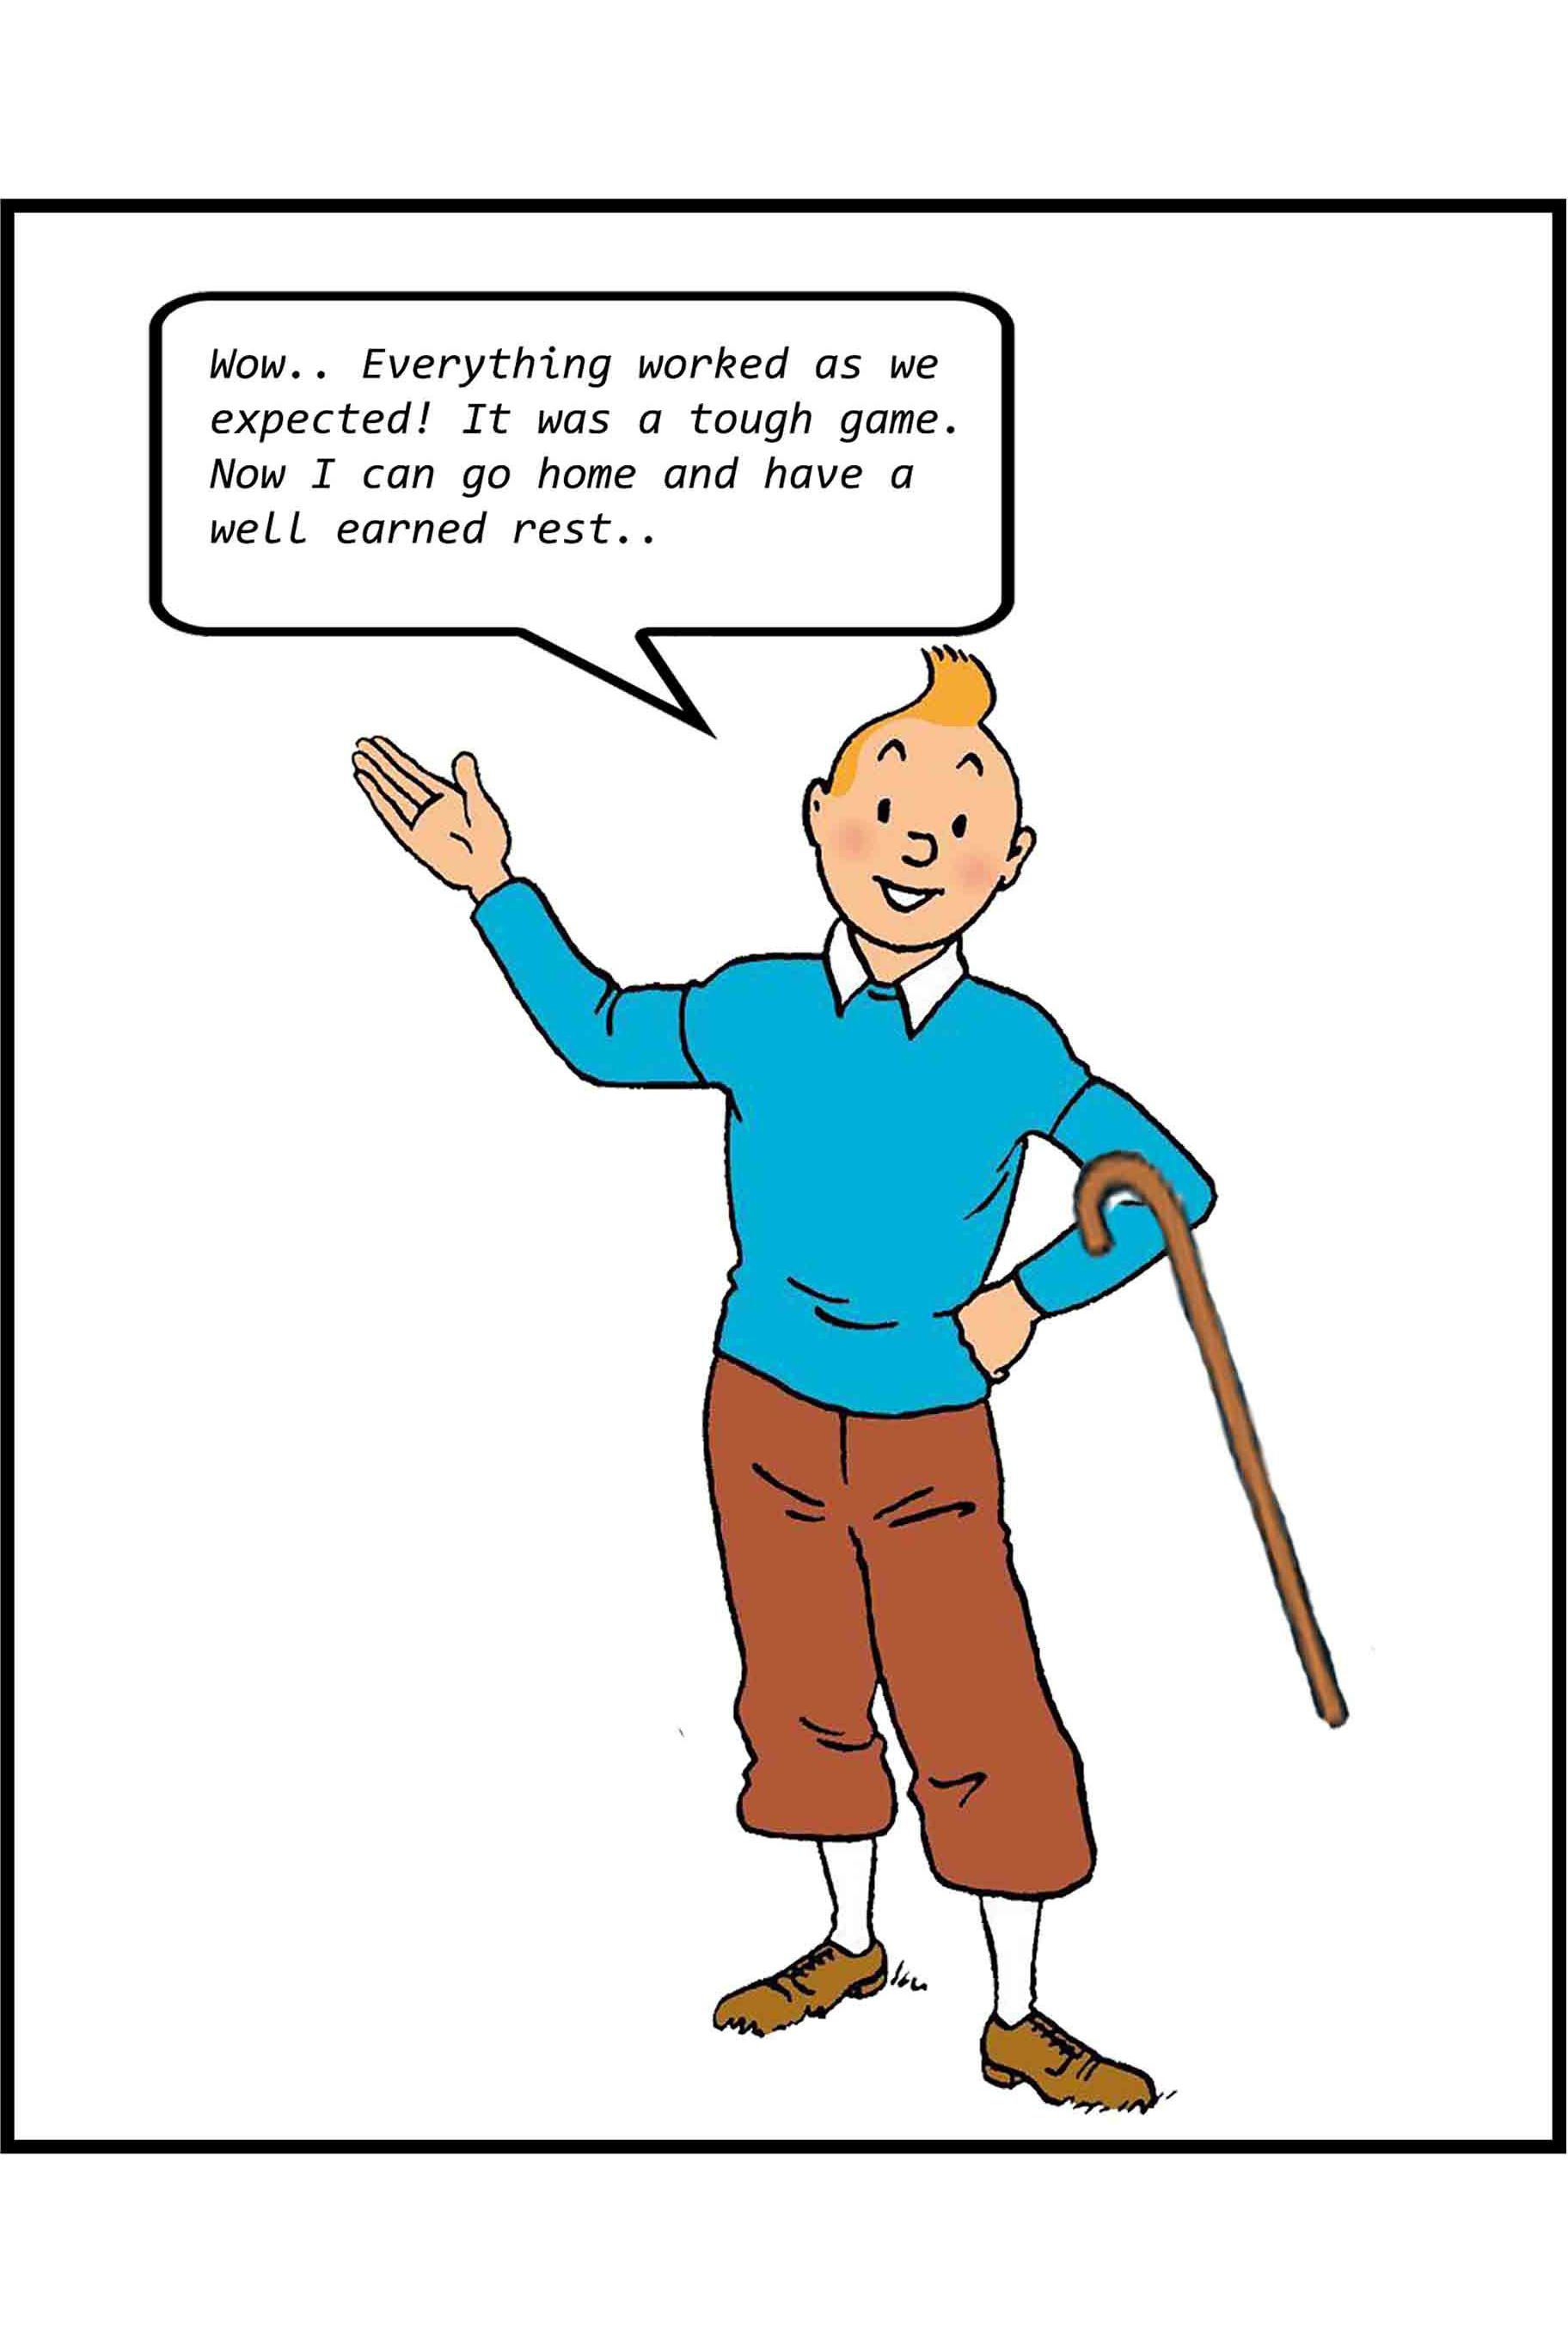 Wow.. Everything worked as we
expected! It was a tough game.
Now I can go home and have a
well earned rest..